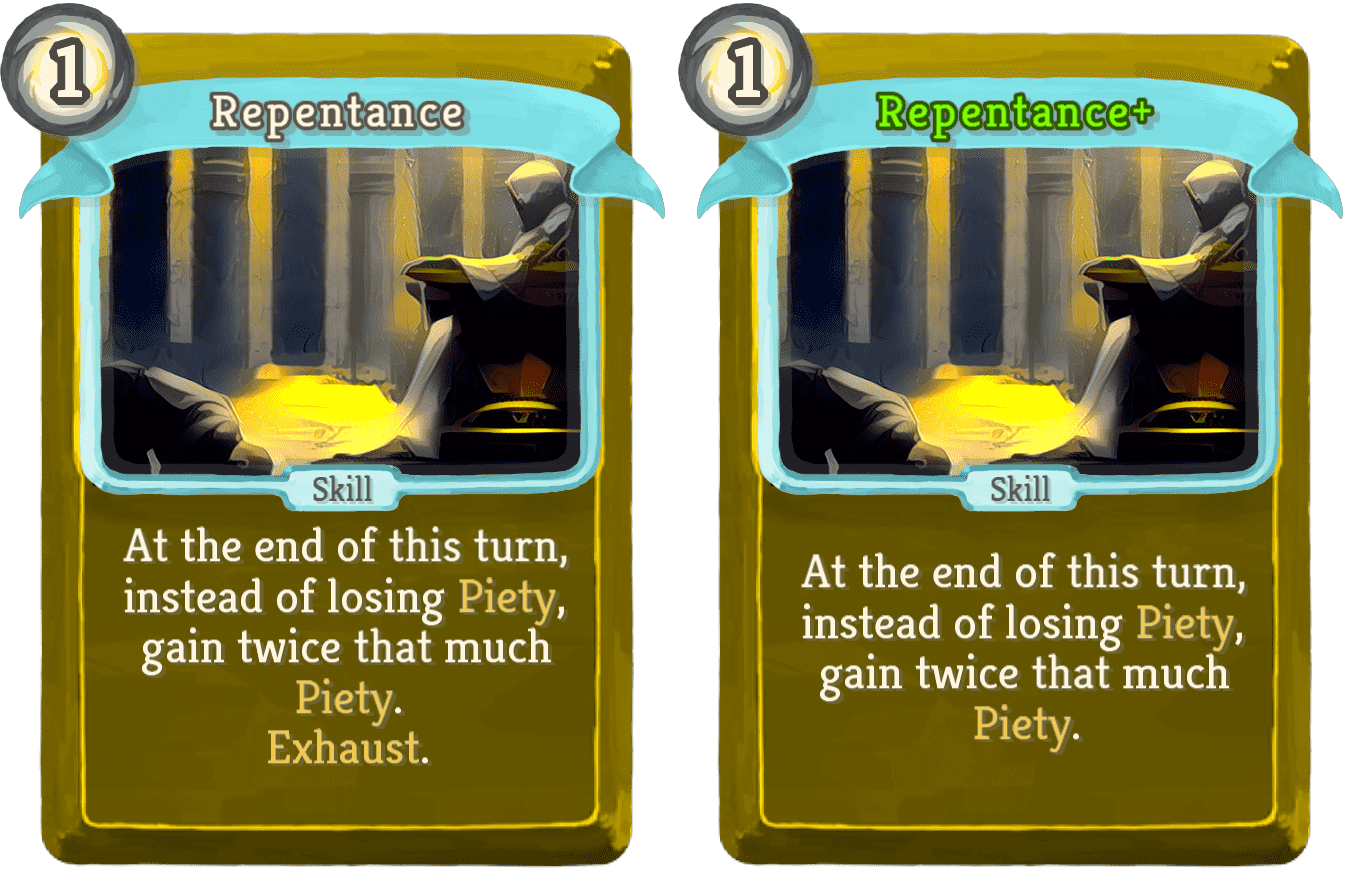 1
Repentance
Skill
At the end of this turn,
instead of losing Piety,
gain twice that much
Piety.
Exhaust.
1
Repentance+
Skill
At the end of this turn,
instead of losing Piety,
gain twice that much
Piety.